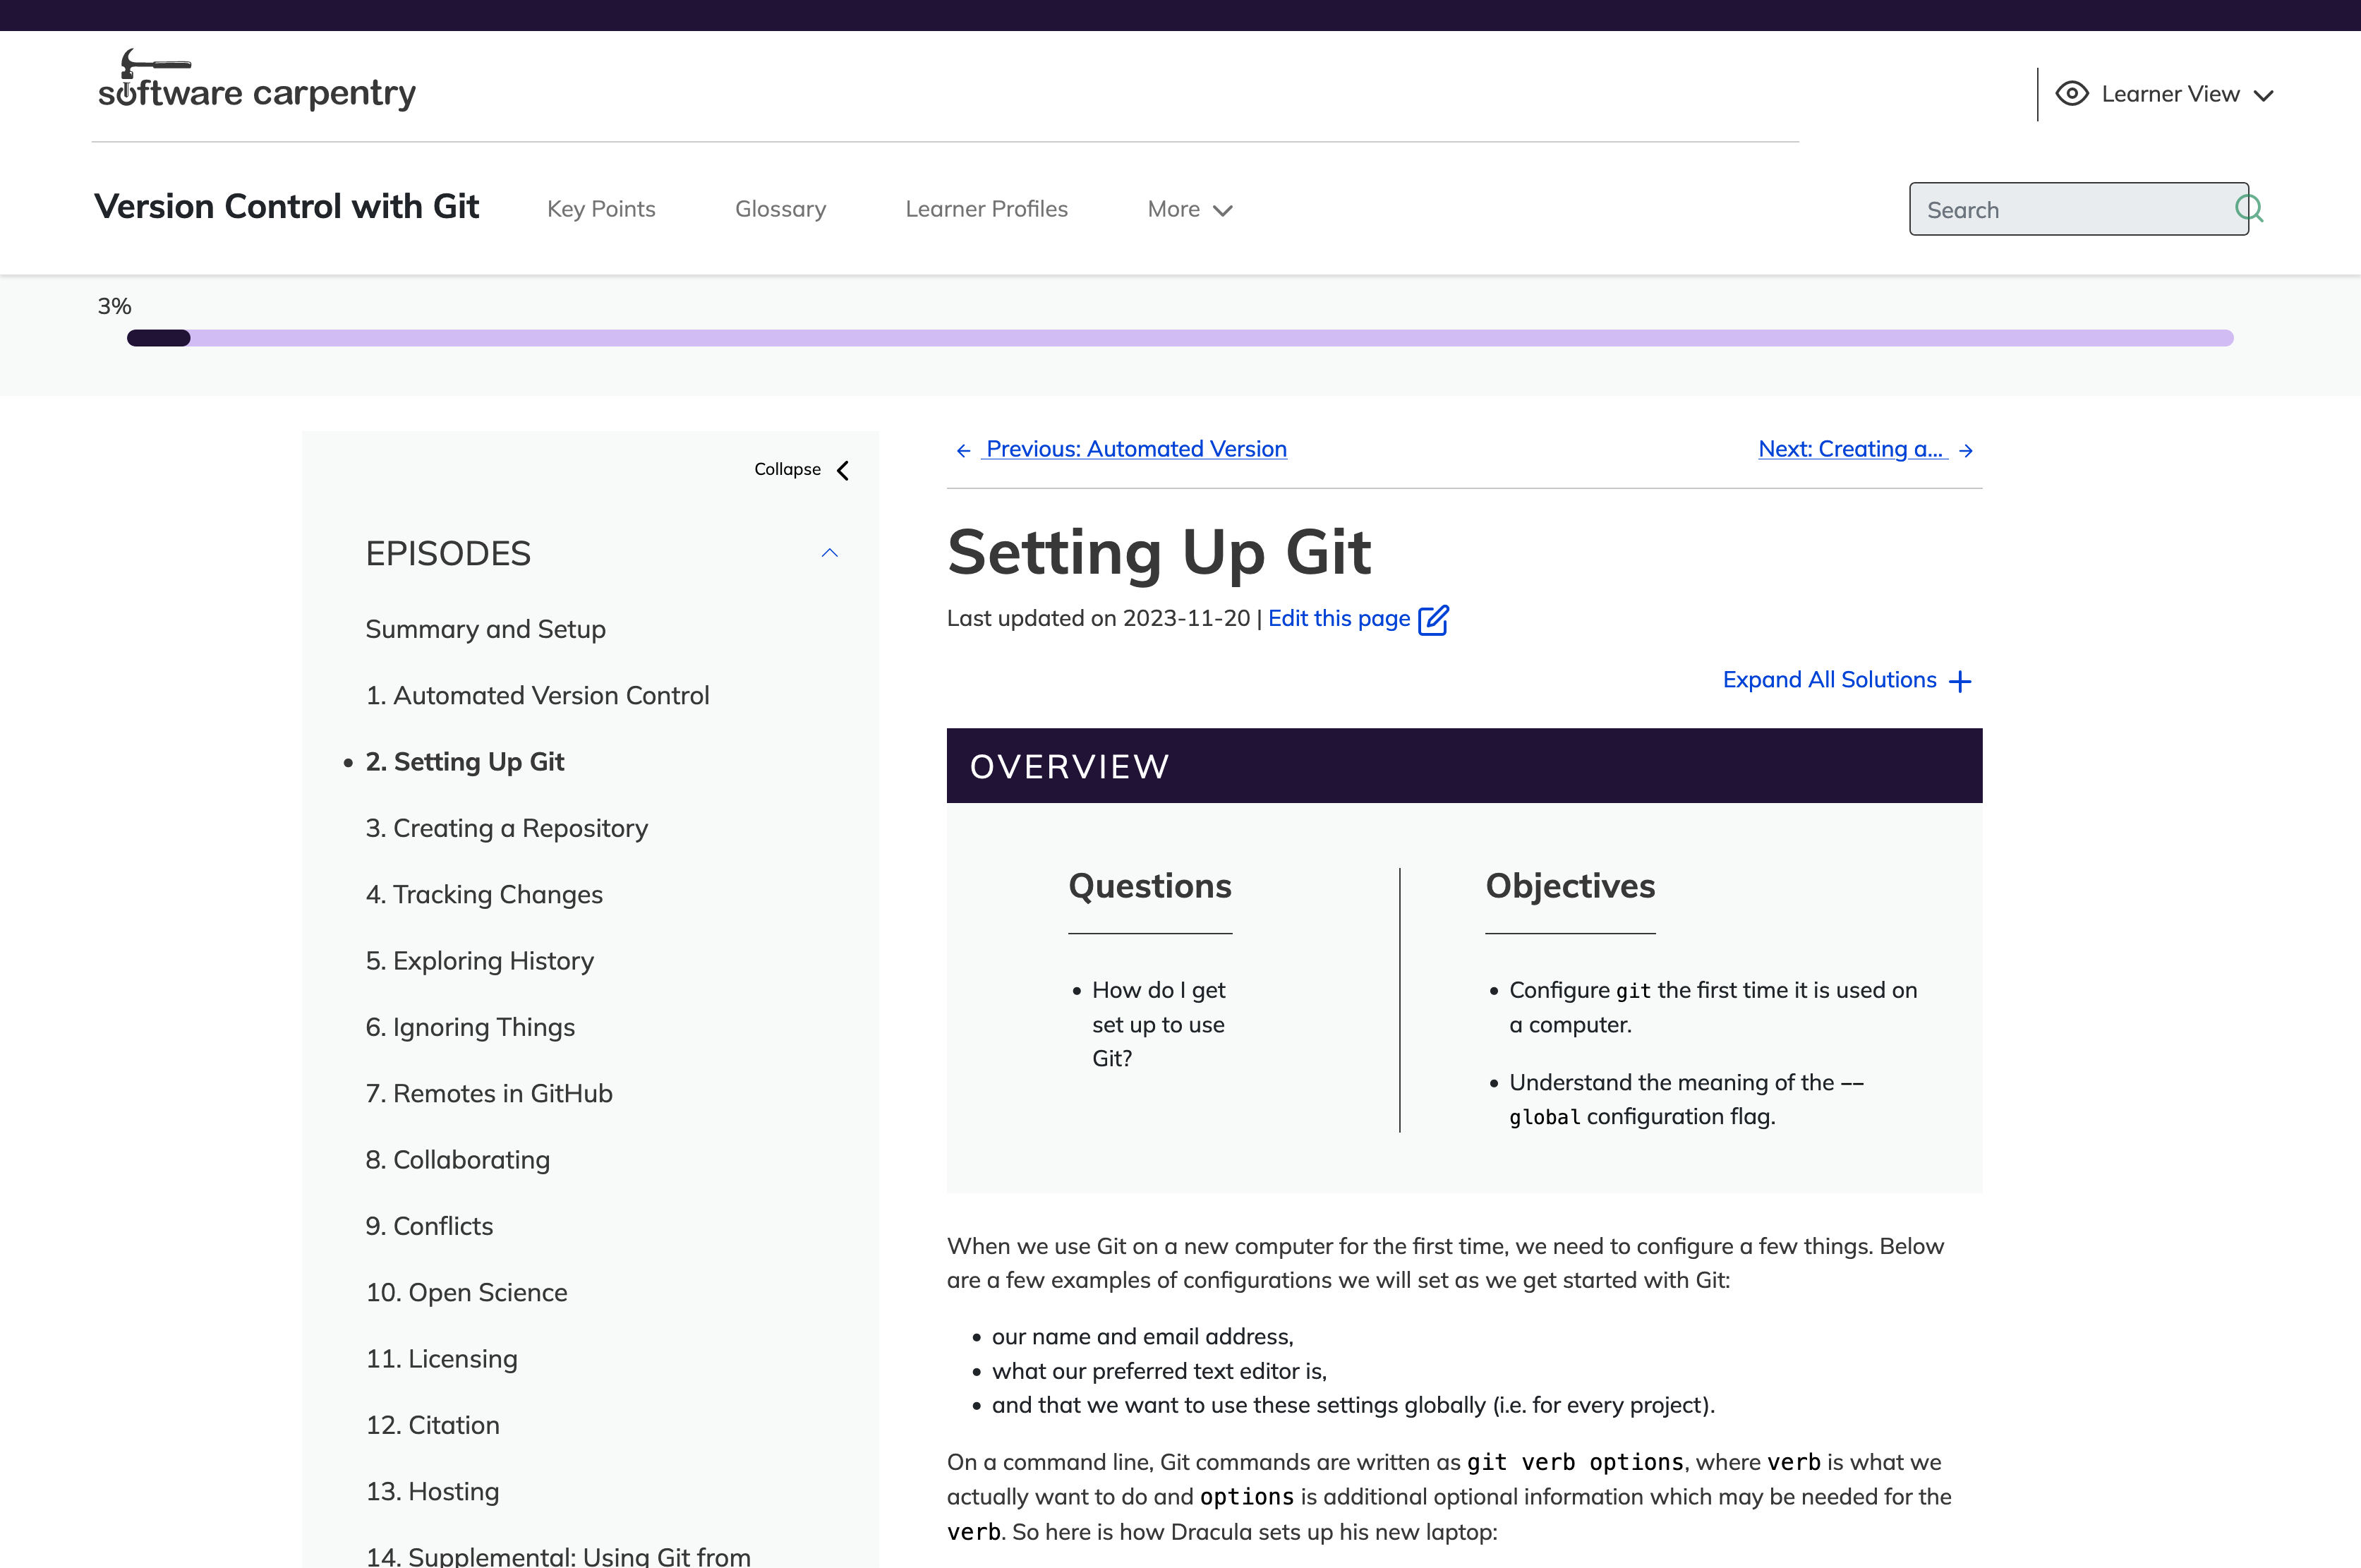 software carpentry
Learner View
Version Control with Git
Key Points
Glossary
Learner Profiles
More
Search
3%
Collapse
EPISODES
Summary and Setup
1. Automated Version Control
2. Setting Up Git
3. Creating a Repository
4. Tracking Changes
5. Exploring History
6. Ignoring Things
7. Remotes in GitHub
8. Collaborating
9. Conflicts
10. Open Science
11. Licensing
12. Citation
13. Hosting
14. Supplemental: Using Git from
← Previous: Automated Version
Next: Creating a... →
Setting Up Git
Last updated on 2023-11-20 | Edit this page
Expand All Solutions +
OVERVIEW
Questions
• How do I get
set up to use
Git?
Objectives
• Configure git the first time it is used on
a computer.
• Understand the meaning of the --
global configuration flag.
When we use Git on a new computer for the first time, we need to configure a few things. Below
are a few examples of configurations we will set as we get started with Git:
• our name and email address,
• what our preferred text editor is,
• and that we want to use these settings globally (i.e. for every project).
On a command line, Git commands are written as git verb options, where verb is what we
actually want to do and options is additional optional information which may be needed for the
verb. So here is how Dracula sets up his new laptop: